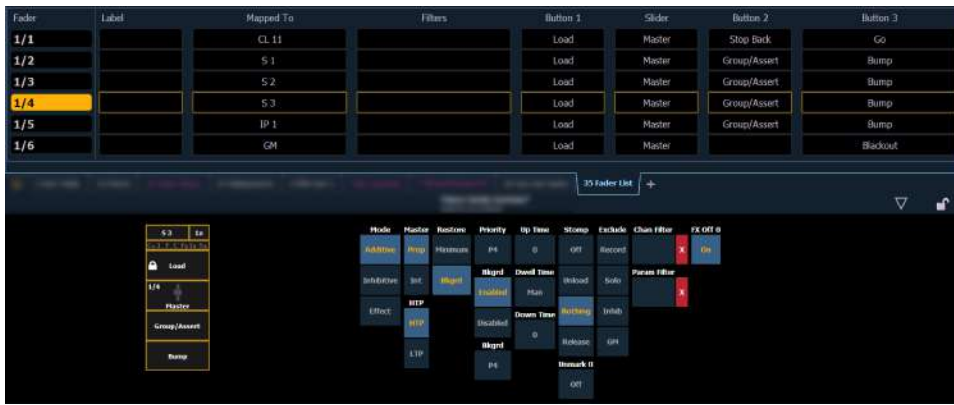 Fader Label Mapped To Filters Button 1 Slider Button 2 Button 3
1/1 CL 11 Load Master Stop Back Go
1/2 S 1 Load Master Group/Assert Bump
1/3 S 2 Load Master Group/Assert Bump
1/4 S 3 Load Master Group/Assert Bump
1/5 IP 1 Load Master Group/Assert Bump
1/6 GM Load Master Blackout
35 Fader List +
S 3
Load
1/4
Master
Group/Assert
Bump
Mode Master Restore Priority Up Time Stomp Exclude Chan Filter FX Off 0
Additive Prop Minimum P4 0 Off Record X On
Bkgrd Dwell Time Param Filter
Inhibitive Int Bkgrd Enabled Man Unload Solo X
HTP Down Time
Effect HTP Disabled 0 Nothing Inhib
Bkgrd
LTP P4 Release GM
Unmark 0
Off